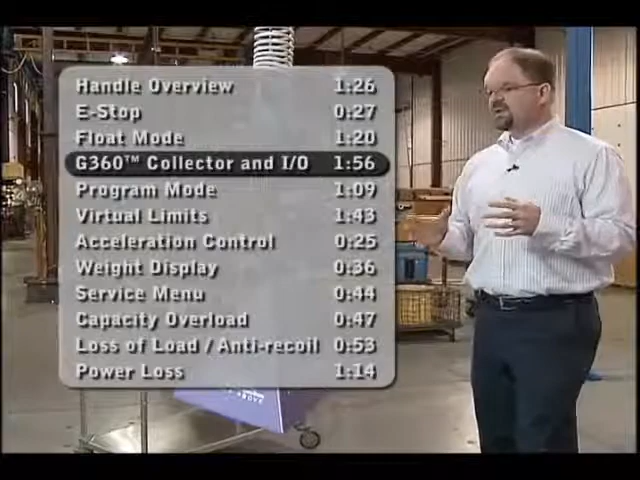 Handle Overview 1:26
E-Stop 0:27
Float Mode 1:20
G360™ Collector and I/O 1:56
Program Mode 1:09
Virtual Limits 1:43
Acceleration Control 0:25
Weight Display 0:36
Service Menu 0:44
Capacity Overload 0:47
Loss of Load / Anti-recoil 0:53
Power Loss 1:14